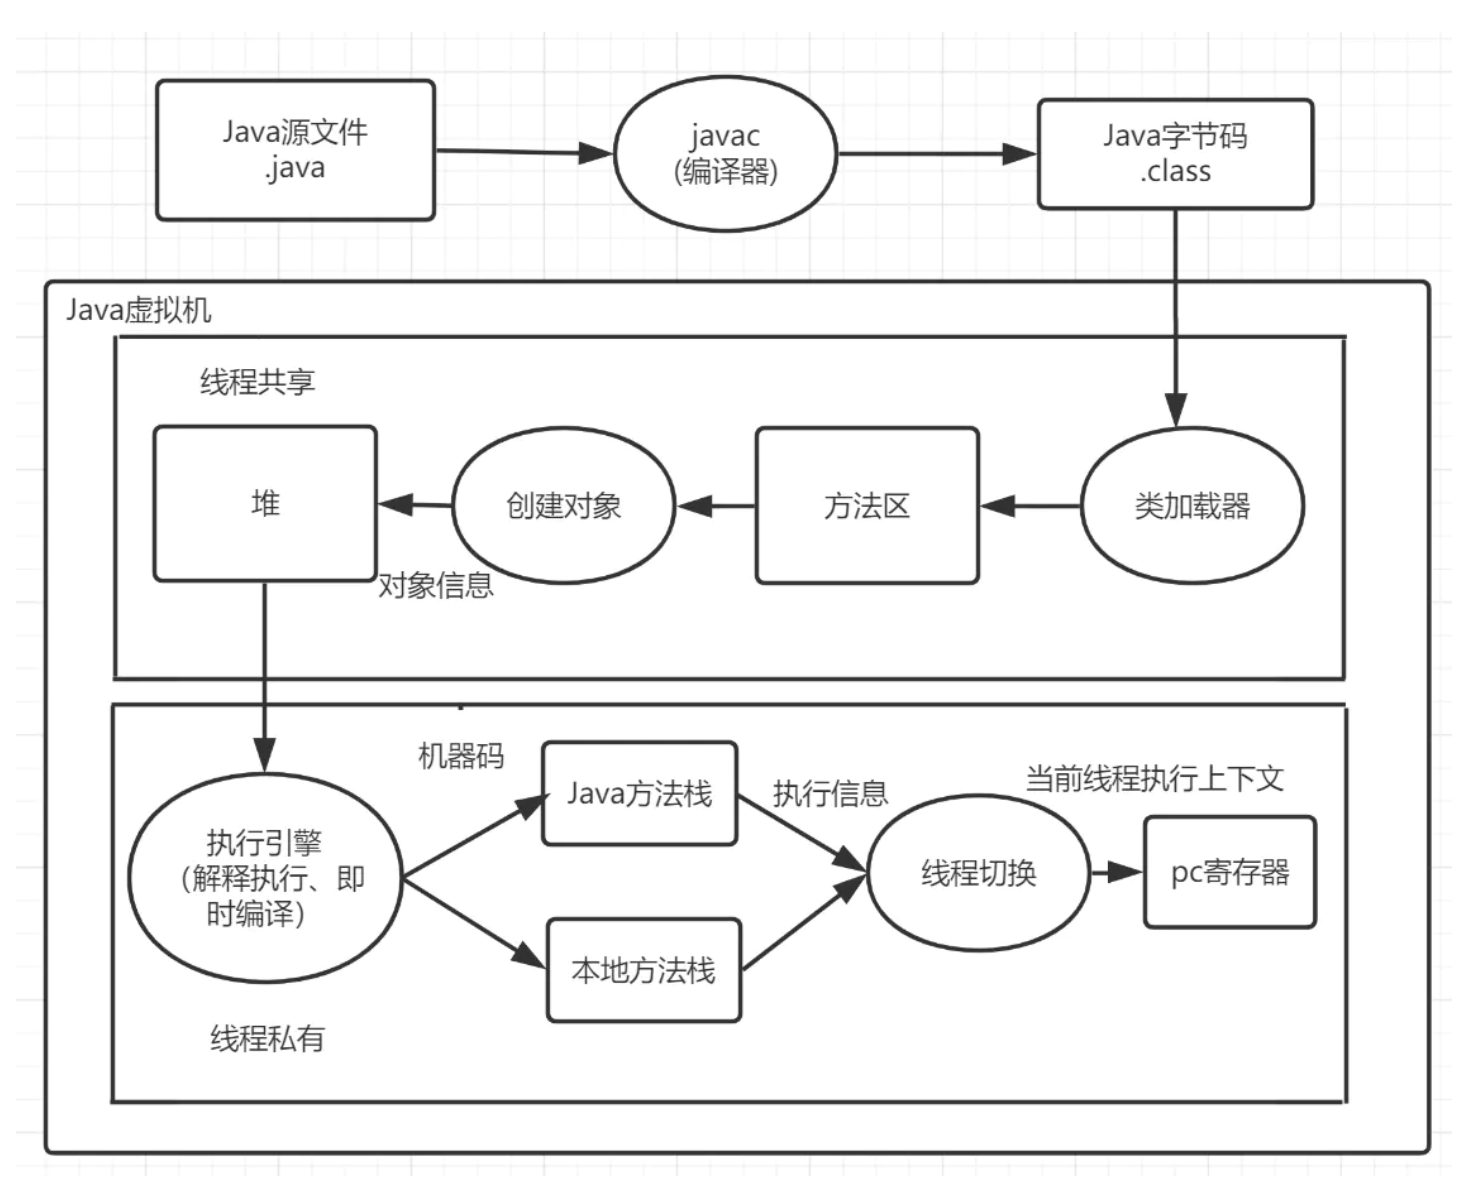 Java源文件
.java
javac
(编译器)
Java字节码
.class
Java虚拟机
线程共享
堆
创建对象
方法区
类加载器
对象信息
机器码
Java方法栈
执行信息
当前线程执行上下文
执行引擎
（解释执行、即
时编译）
线程切换
pc寄存器
本地方法栈
线程私有